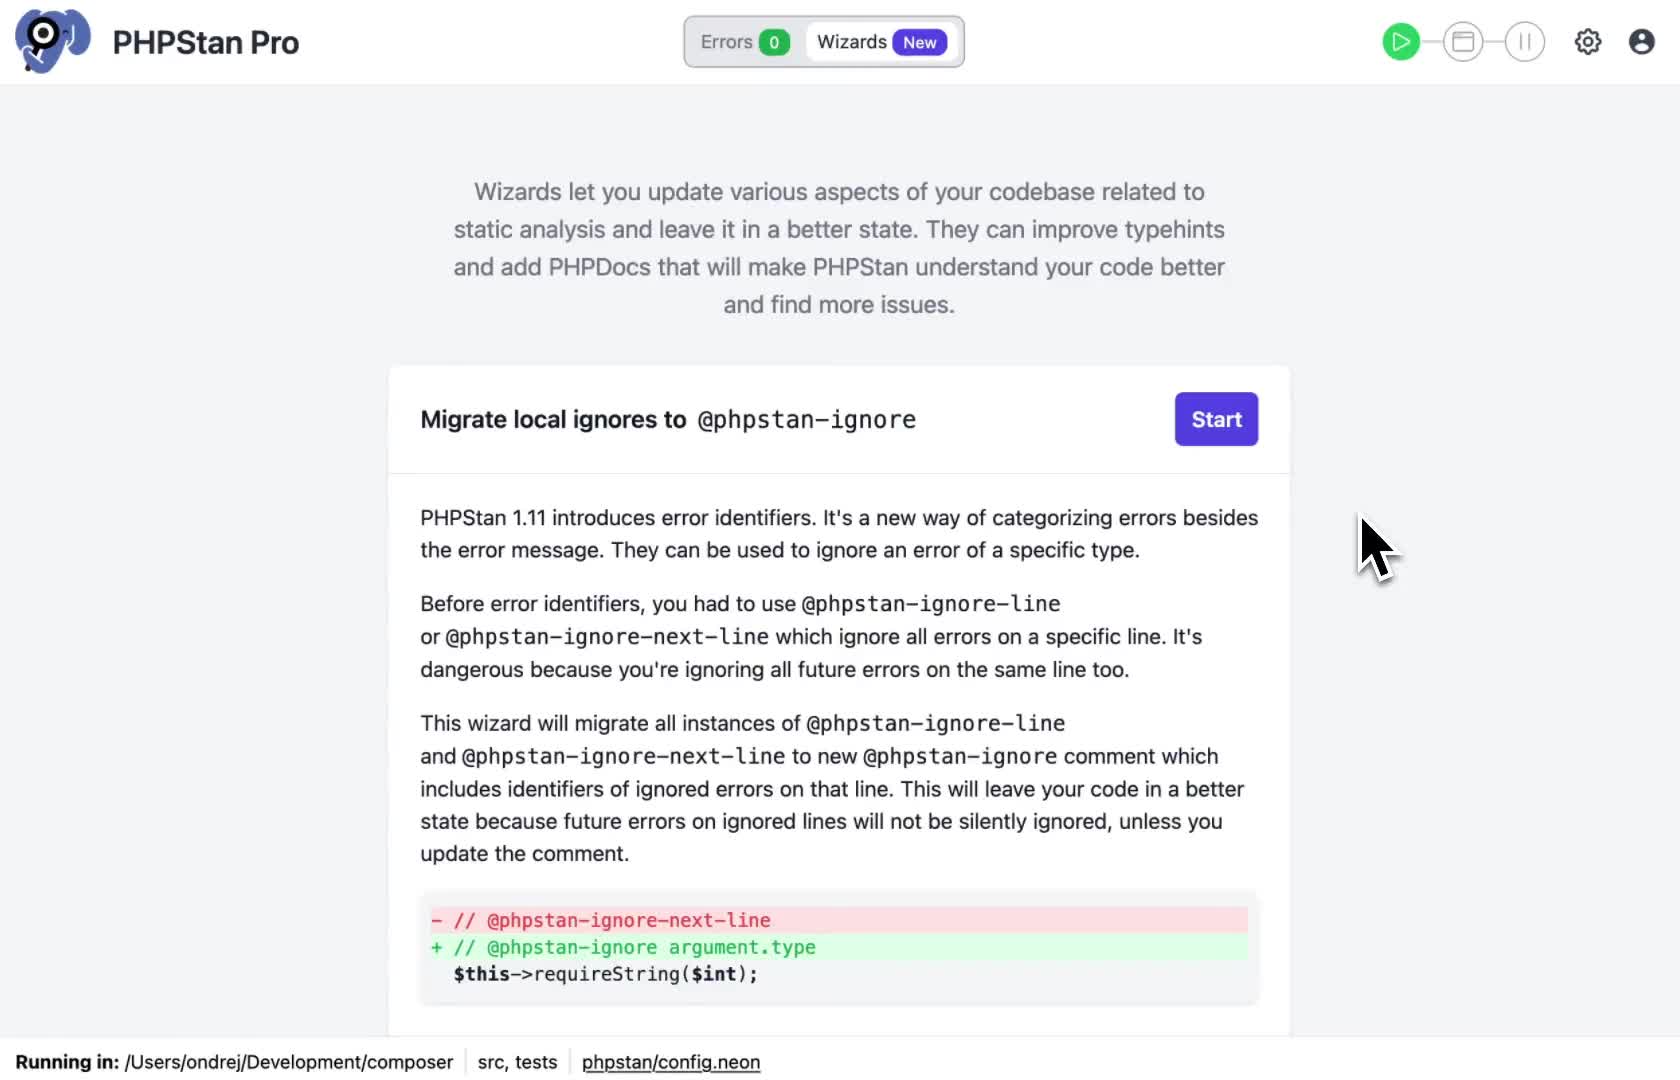 PHPStan Pro
Errors 0
Wizards New
Wizards let you update various aspects of your codebase related to
static analysis and leave it in a better state. They can improve typehints
and add PHPDocs that will make PHPStan understand your code better
and find more issues.
Migrate local ignores to @phpstan-ignore
Start
PHPStan 1.11 introduces error identifiers. It's a new way of categorizing errors besides
the error message. They can be used to ignore an error of a specific type.
Before error identifiers, you had to use @phpstan-ignore-line
or @phpstan-ignore-next-line which ignore all errors on a specific line. It's
dangerous because you're ignoring all future errors on the same line too.
This wizard will migrate all instances of @phpstan-ignore-line
and @phpstan-ignore-next-line to new @phpstan-ignore comment which
includes identifiers of ignored errors on that line. This will leave your code in a better
state because future errors on ignored lines will not be silently ignored, unless you
update the comment.
- // @phpstan-ignore-next-line
+ // @phpstan-ignore argument.type
$this->requireString($int);
Running in: /Users/ondrej/Development/composer
src, tests
phpstan/config.neon